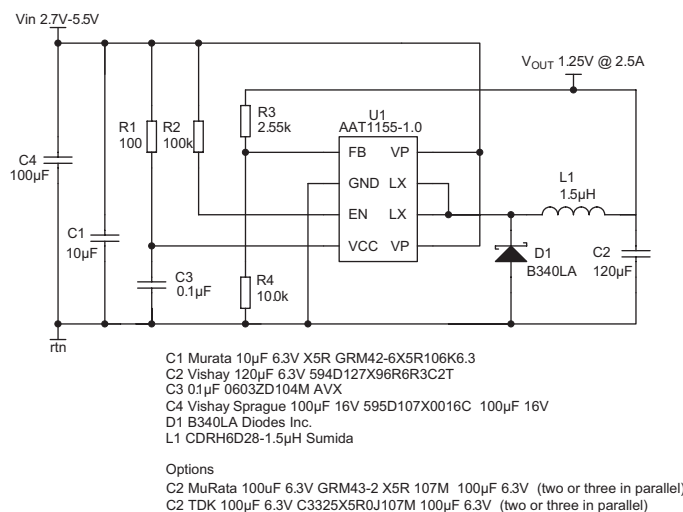 Vin 2.7V-5.5V
VOUT 1.25V @ 2.5A
R1
100
R2
100k
R3
2.55k
U1
AAT1155-1.0
FB VP
GND LX
EN LX
VCC VP
C4
100µF
C1
10µF
C3
0.1µF
R4
10.0k
L1
1.5µH
D1
B340LA
C2
120µF
rtn
C1 Murata 10µF 6.3V X5R GRM42-6X5R106K6.3
C2 Vishay 120µF 6.3V 594D127X96R6R3C2T
C3 0.1µF 0603ZD104M AVX
C4 Vishay Sprague 100µF 16V 595D107X0016C 100µF 16V
D1 B340LA Diodes Inc.
L1 CDRH6D28-1.5µH Sumida
Options
C2 MuRata 100uF 6.3V GRM43-2 X5R 107M 100µF 6.3V (two or three in parallel)
C2 TDK 100µF 6.3V C3325X5R0J107M 100µF 6.3V (two or three in parallel)